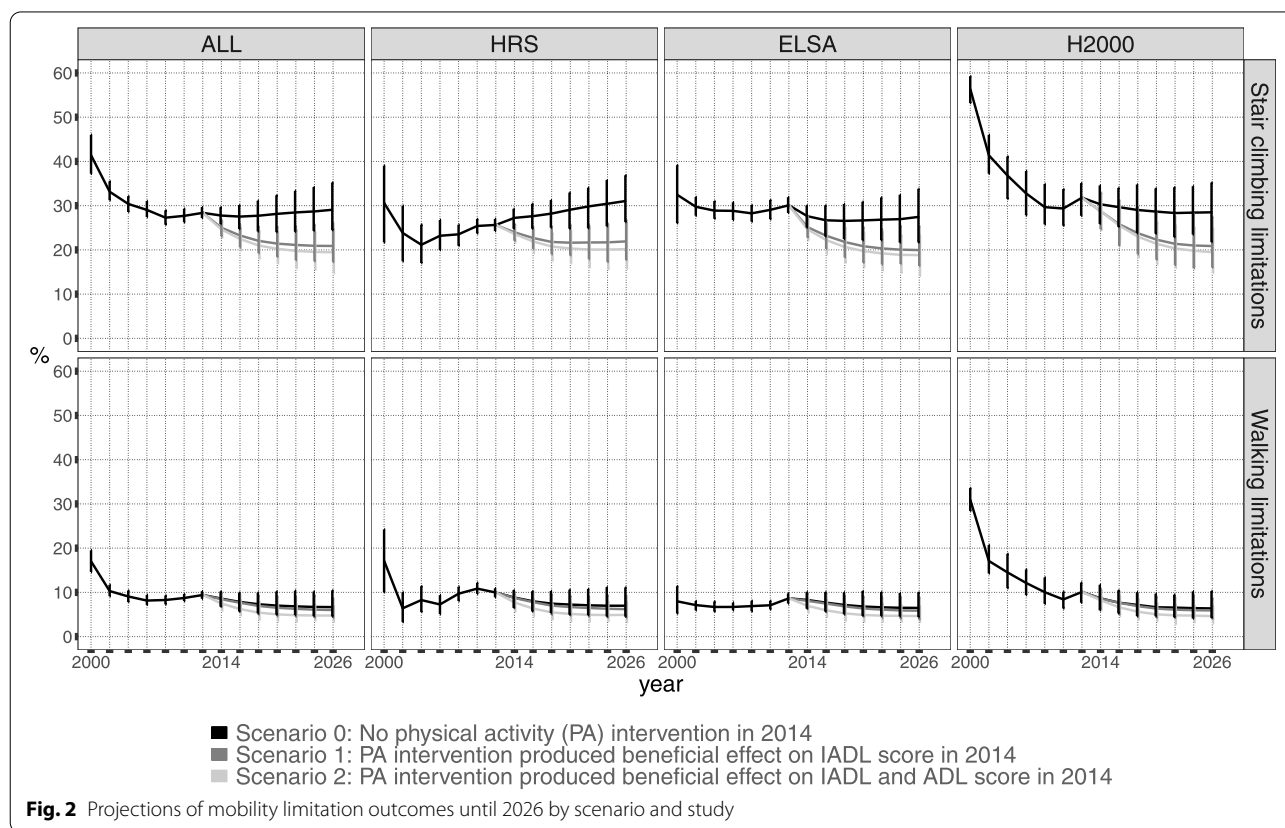 ALL HRS ELSA H2000
60
50
40
30
20
10
0
Stair climbing limitations
%
60
50
40
30
20
10
0
Walking limitations
2000 2014 2026 2000 2014 2026 2000 2014 2026 2000 2014 2026
year
Scenario 0: No physical activity (PA) intervention in 2014
Scenario 1: PA intervention produced beneficial effect on IADL score in 2014
Scenario 2: PA intervention produced beneficial effect on IADL and ADL score in 2014
Fig. 2 Projections of mobility limitation outcomes until 2026 by scenario and study